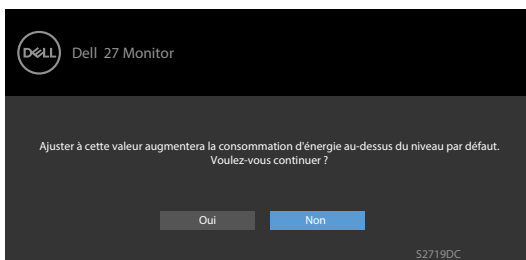 DELL
Dell 27 Monitor
Ajuster à cette valeur augmentera la consommation d'énergie au-dessus du niveau par défaut.
Voulez-vous continuer ?
Oui Non
S2719DC